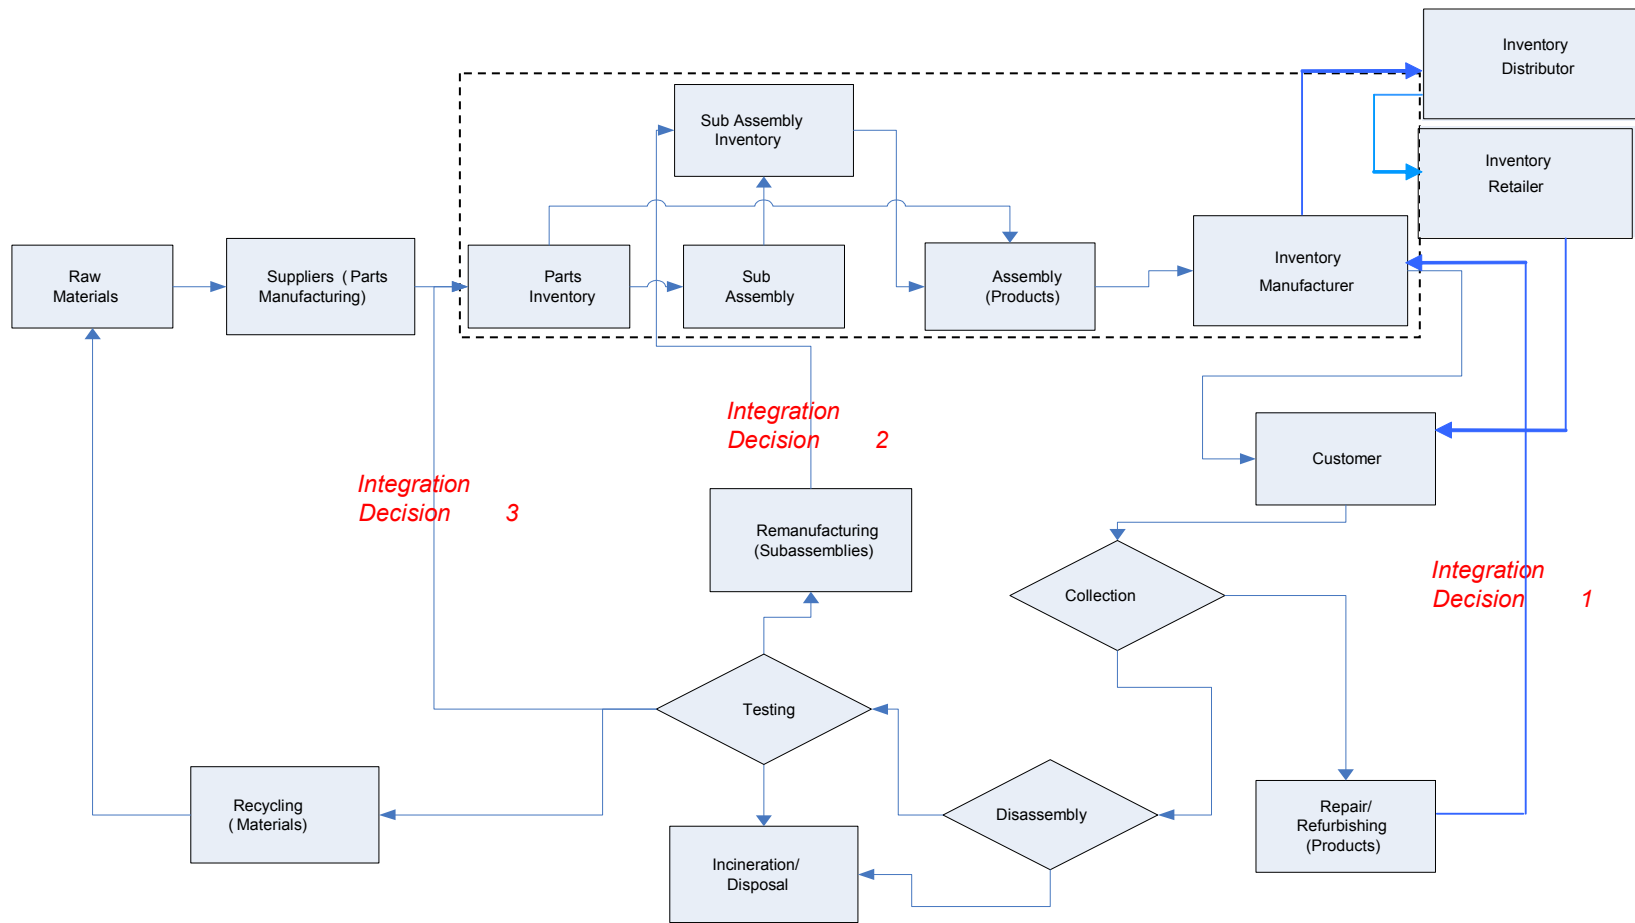 Inventory
Distributor
Sub Assembly
Inventory
Inventory
Retailer
Raw
Materials
Suppliers ( Parts
Manufacturing)
Parts
Inventory
Sub
Assembly
Assembly
(Products)
Inventory
Manufacturer
Integration
Decision 2
Customer
Integration
Decision 3
Remanufacturing
(Subassemblies)
Collection
Integration
Decision 1
Testing
Recycling
( Materials)
Disassembly
Repair/
Refurbishing
(Products)
Incineration/
Disposal